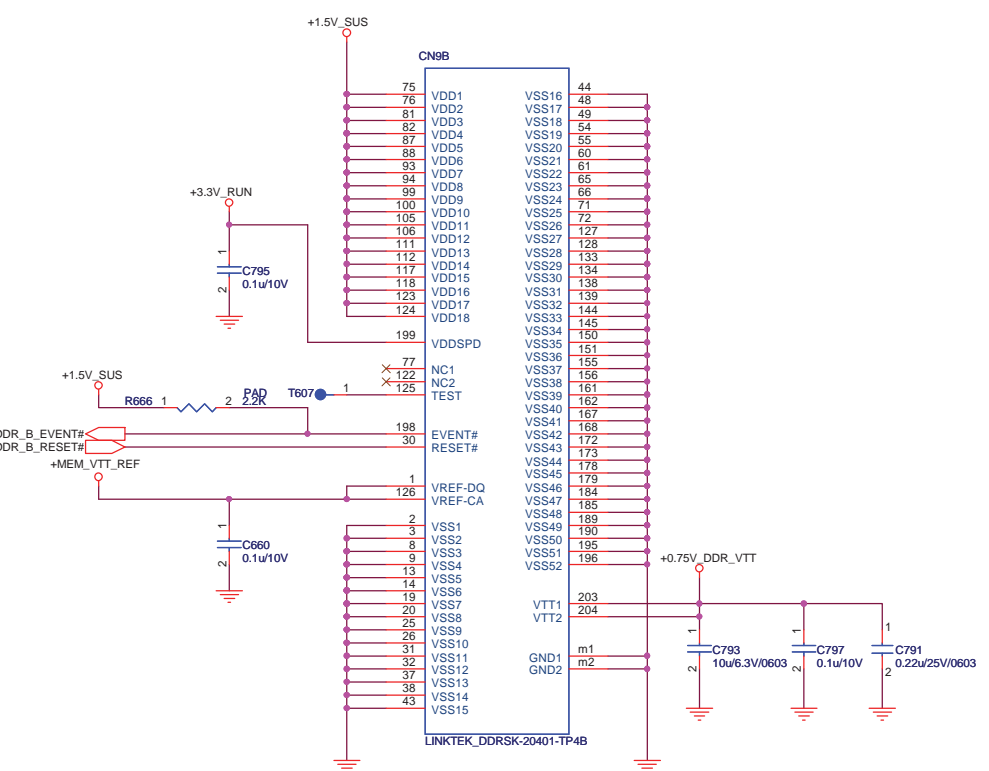 +1.5V_SUS
CN9B
75 VDD1 VSS16 44
76 VDD2 VSS17 48
81 VDD3 VSS18 49
82 VDD4 VSS19 54
87 VDD5 VSS20 55
88 VDD6 VSS21 60
93 VDD7 VSS22 61
94 VDD8 VSS23 65
99 VDD9 VSS24 66
100 VDD10 VSS25 71
105 VDD11 VSS26 72
106 VDD12 VSS27 127
111 VDD13 VSS28 128
112 VDD14 VSS29 133
117 VDD15 VSS30 134
118 VDD16 VSS31 138
123 VDD17 VSS32 139
124 VDD18 VSS33 144
VSS34 145
199 VDDSPD VSS35 150
VSS36 151
77 NC1 VSS37 155
122 NC2 VSS38 156
125 TEST VSS39 161
VSS40 162
VSS41 167
198 EVENT# VSS42 168
30 RESET# VSS43 172
VSS44 173
VSS45 178
1 VREF-DQ VSS46 179
126 VREF-CA VSS47 184
VSS48 185
2 VSS1 VSS49 189
3 VSS2 VSS50 190
8 VSS3 VSS51 195
9 VSS4 VSS52 196
13 VSS5
14 VSS6
19 VSS7 VTT1 203
20 VSS8 VTT2 204
25 VSS9
26 VSS10
31 VSS11 GND1 m1
32 VSS12 GND2 m2
37 VSS13
38 VSS14
43 VSS15
LINKTEK_DDRSK-20401-TP4B
+3.3V_RUN
1
C795
0.1u/10V
2
+1.5V_SUS
R666 1 2 2.2K
PAD T607 1
DDR_B_EVENT#
DDR_B_RESET#
+MEM_VTT_REF
1
C660
0.1u/10V
2
+0.75V_DDR_VTT
1
C793
10u/6.3V/0603
2
1
C797
0.1u/10V
2
1
C791
0.22u/25V/0603
2